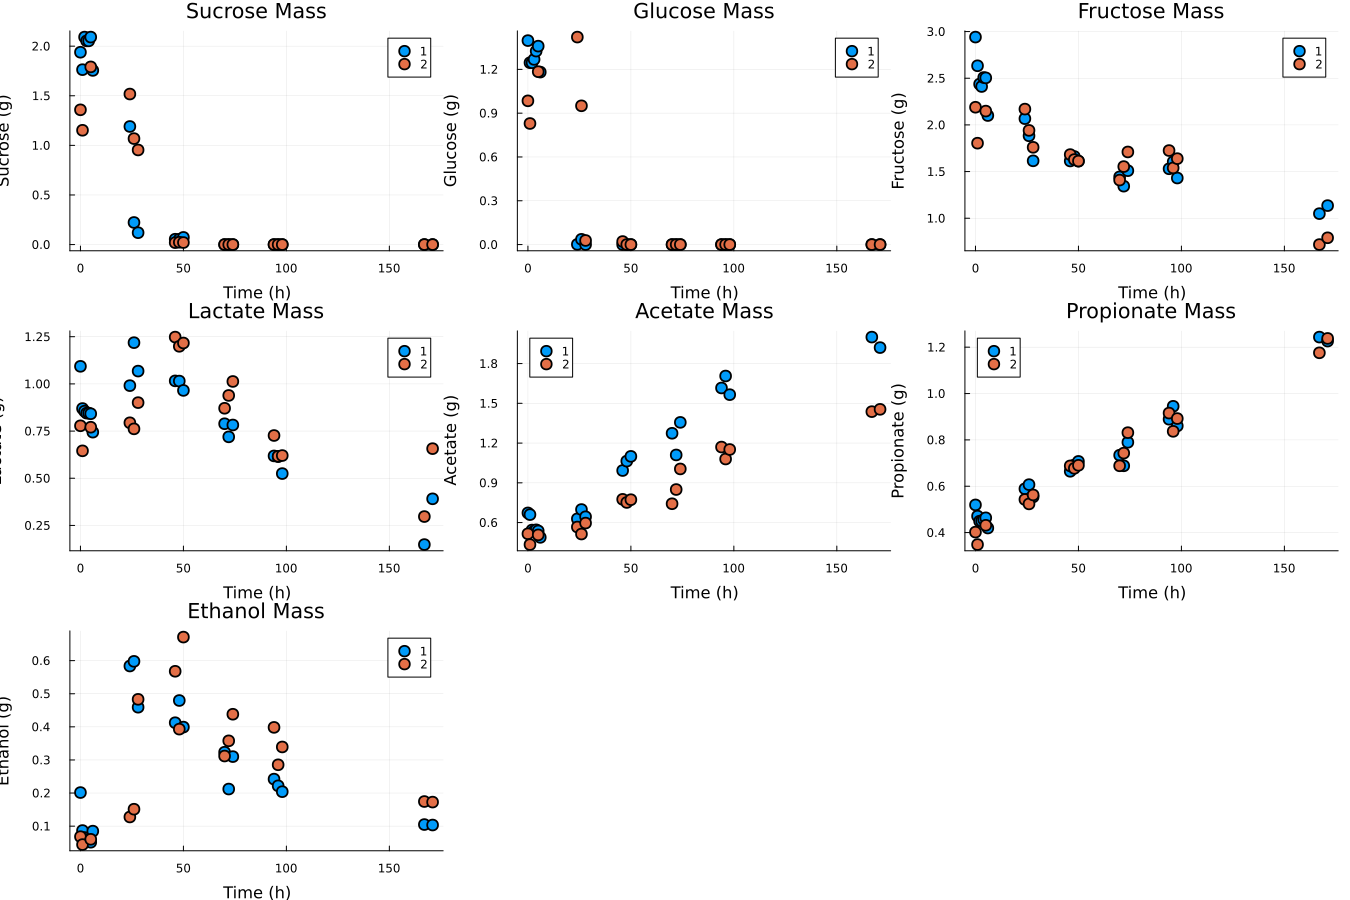 Sucrose Mass
Sucrose (g)
2.0
1.5
1.0
0.5
0.0
0 50 100 150
Time (h)
1
2
Glucose Mass
Glucose (g)
1.2
0.9
0.6
0.3
0.0
0 50 100 150
Time (h)
1
2
Fructose Mass
Fructose (g)
3.0
2.5
2.0
1.5
1.0
0 50 100 150
Time (h)
1
2
Lactate Mass
(g)
1.25
1.00
0.75
0.50
0.25
0 50 100 150
Time (h)
1
2
Acetate Mass
Acetate (g)
1.8
1.5
1.2
0.9
0.6
0 50 100 150
Time (h)
1
2
Propionate Mass
Propionate (g)
1.2
1.0
0.8
0.6
0.4
0 50 100 150
Time (h)
1
2
Ethanol Mass
Ethanol (g)
0.6
0.5
0.4
0.3
0.2
0.1
0 50 100 150
Time (h)
1
2